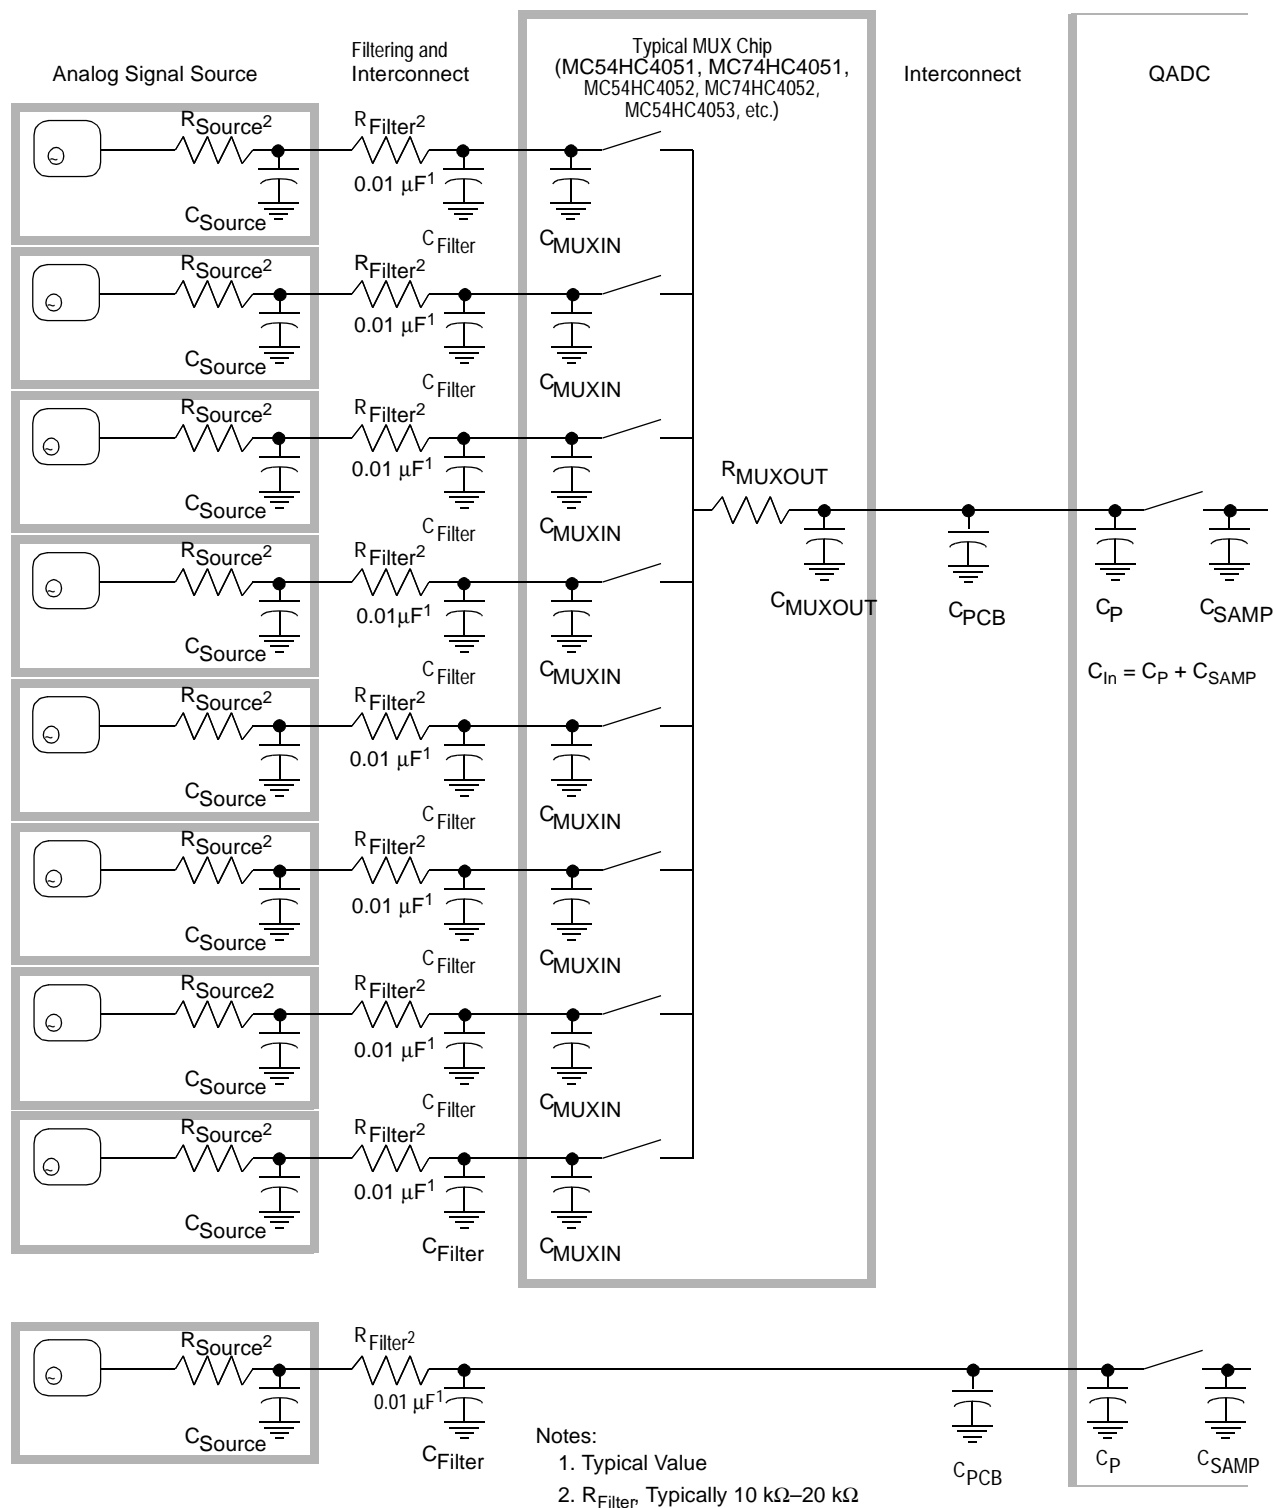 Analog Signal Source
Filtering and
Interconnect
Typical MUX Chip
(MC54HC4051, MC74HC4051,
MC54HC4052, MC74HC4052,
MC54HC4053, etc.)
Interconnect
QADC
RSource2
RFilter2
0.01 μF1
CSource
CFilter
CMUXIN
RSource2
RFilter2
0.01 μF1
CSource
CFilter
CMUXIN
RSource2
RFilter2
0.01 μF1
CSource
CFilter
CMUXIN
RMUXOUT
RSource2
RFilter2
0.01μF1
CSource
CFilter
CMUXIN
CMUXOUT
CPCB
CP
CSAMP
CIn = CP + CSAMP
RSource2
RFilter2
0.01 μF1
CSource
CFilter
CMUXIN
RSource2
RFilter2
0.01 μF1
CSource
CFilter
CMUXIN
RSource2
RFilter2
0.01 μF1
CSource
CFilter
CMUXIN
RSource2
RFilter2
0.01 μF1
CSource
CFilter
CMUXIN
RSource2
RFilter2
0.01 μF1
CSource
CFilter
CPCB
CP
CSAMP
Notes:
1. Typical Value
2. RFilter, Typically 10 kΩ–20 kΩ